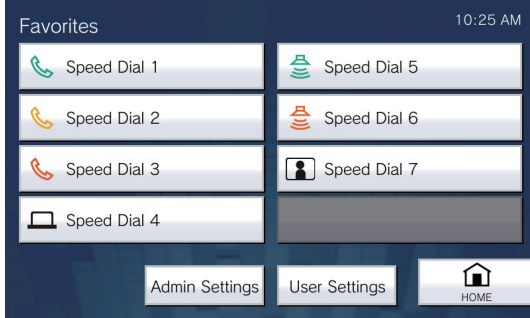 Favorites
10:25 AM
Speed Dial 1
Speed Dial 5
Speed Dial 2
Speed Dial 6
Speed Dial 3
Speed Dial 7
Speed Dial 4
Admin Settings
User Settings
HOME